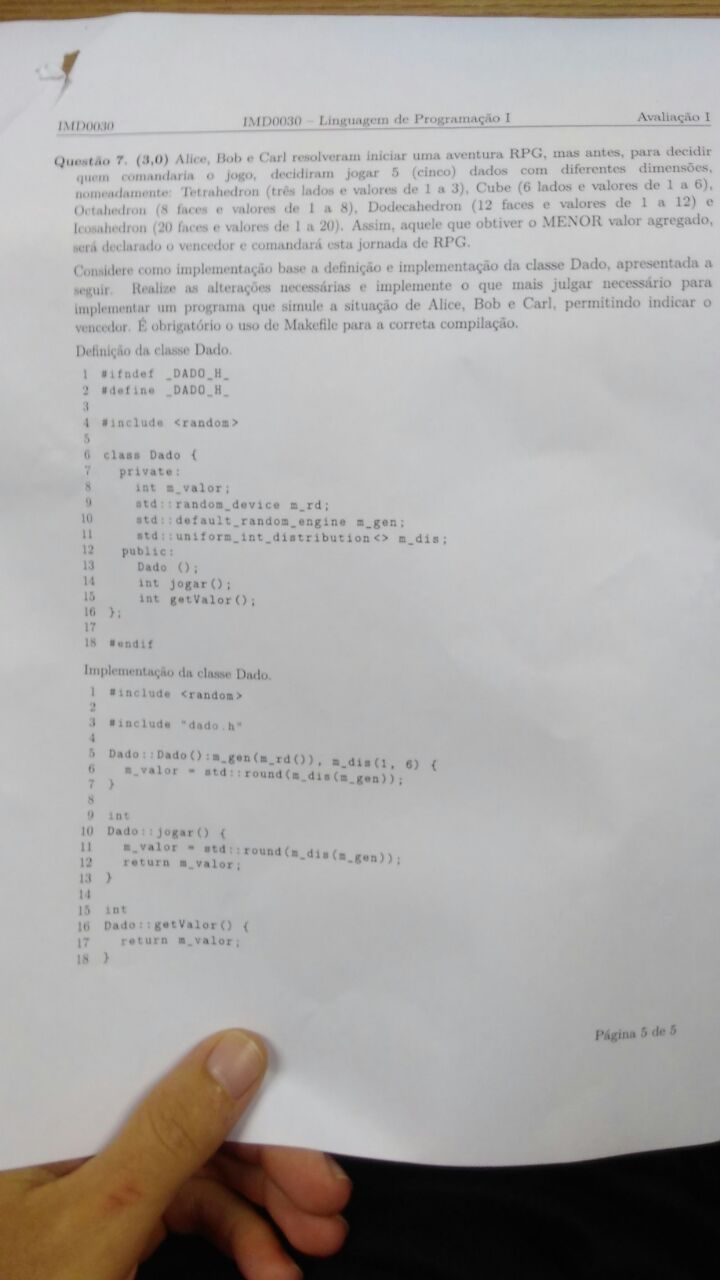 IMD0030
IMD0030 – Linguagem de Programação I
Avaliação I
Questão 7. (3,0) Alice, Bob e Carl resolveram iniciar uma aventura RPG, mas antes, para decidir
quem comandaria o jogo, decidiram jogar 5 (cinco) dados com diferentes dimensões,
nomeadamente: Tetrahedron (três lados e valores de 1 a 3), Cube (6 lados e valores de 1 a 6),
Octahedron (8 faces e valores de 1 a 8), Dodecahedron (12 faces e valores de 1 a 12) e
Icosahedron (20 faces e valores de 1 a 20). Assim, aquele que obtiver o MENOR valor agregado,
será declarado o vencedor e comandará esta jornada de RPG.
Considere como implementação base a definição e implementação da classe Dado, apresentada a
seguir. Realize as alterações necessárias e implemente o que mais julgar necessário para
implementar um programa que simule a situação de Alice, Bob e Carl, permitindo indicar o
vencedor. É obrigatório o uso de Makefile para a correta compilação.
Definição da classe Dado.
1 #ifndef _DADO_H_
2 #define _DADO_H_
3
4 #include <random>
5
6 class Dado {
7 private:
8 int m_valor;
9 std::random_device m_rd;
10 std::default_random_engine m_gen;
11 std::uniform_int_distribution<> m_dis;
12 public:
13 Dado ();
14 int jogar();
15 int getValor();
16 };
17
18 #endif
Implementação da classe Dado.
1 #include <random>
2
3 #include "dado.h"
4
5 Dado::Dado():m_gen(m_rd()), m_dis(1, 6) {
6 m_valor = std::round(m_dis(m_gen));
7 }
8
9 int
10 Dado::jogar() {
11 m_valor = std::round(m_dis(m_gen));
12 return m_valor;
13 }
14
15 int
16 Dado::getValor() {
17 return m_valor;
18 }
Página 5 de 5